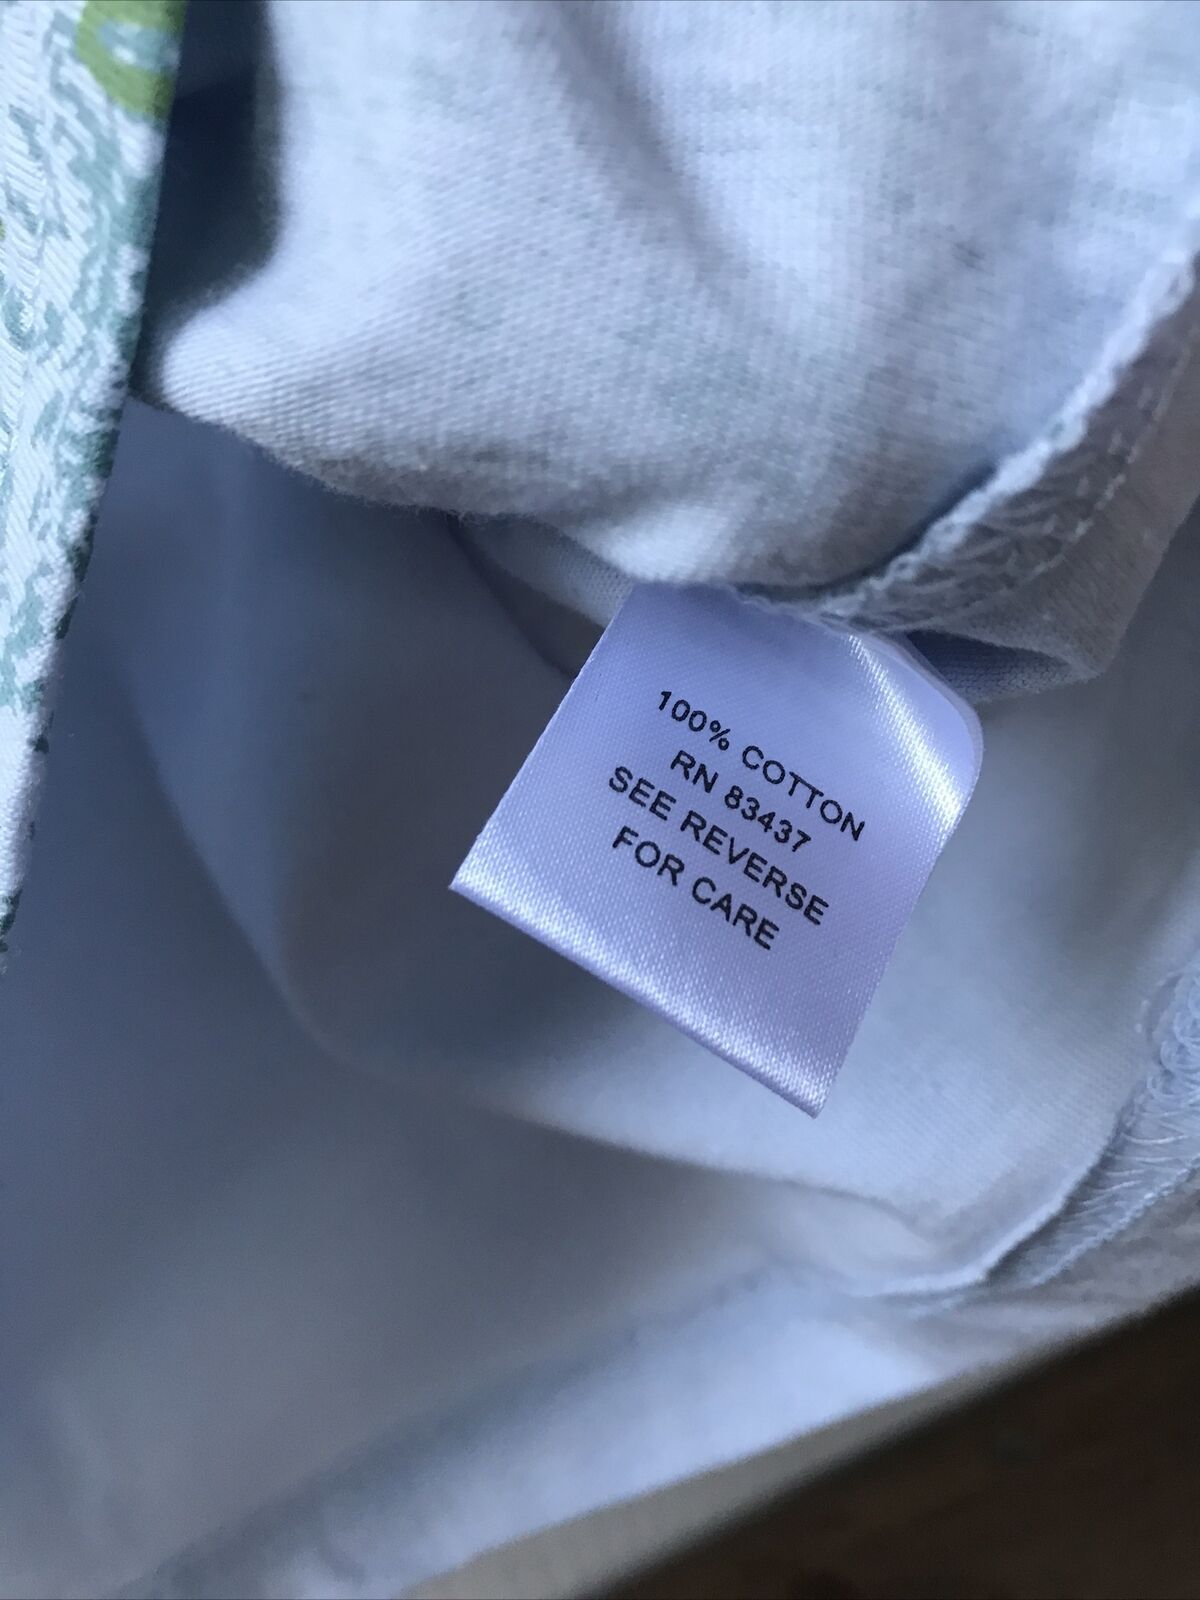 100% COTTON
RN 83437
SEE REVERSE
FOR CARE